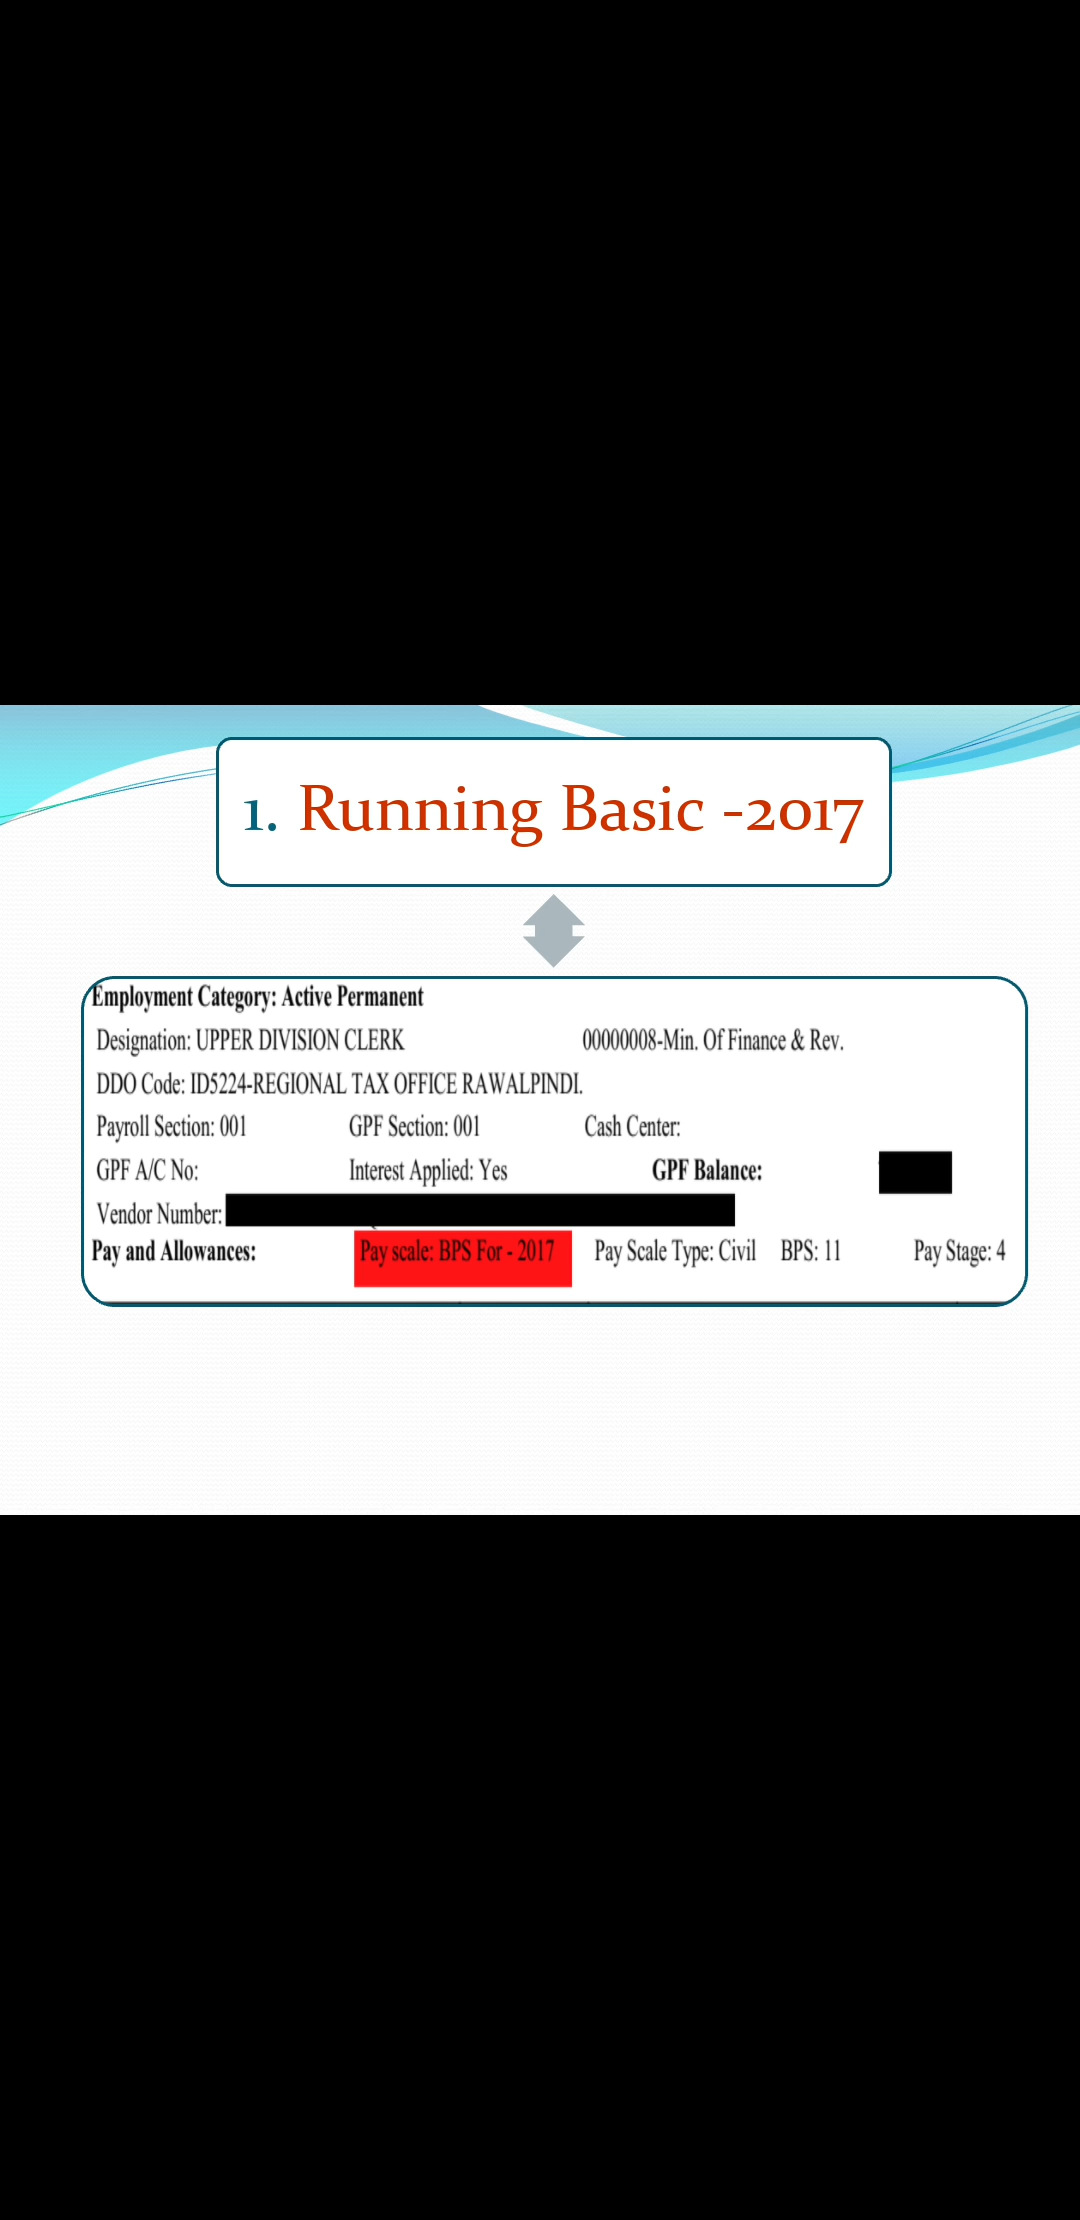 1. Running Basic -2017
Employment Category: Active Permanent
Designation: UPPER DIVISION CLERK 00000008-Min. Of Finance & Rev.
DDO Code: ID5224-REGIONAL TAX OFFICE RAWALPINDI.
Payroll Section: 001 GPF Section: 001 Cash Center:
GPF A/C No: Interest Applied: Yes GPF Balance:
Vendor Number:
Pay and Allowances: Pay scale: BPS For - 2017 Pay Scale Type: Civil BPS: 11 Pay Stage: 4